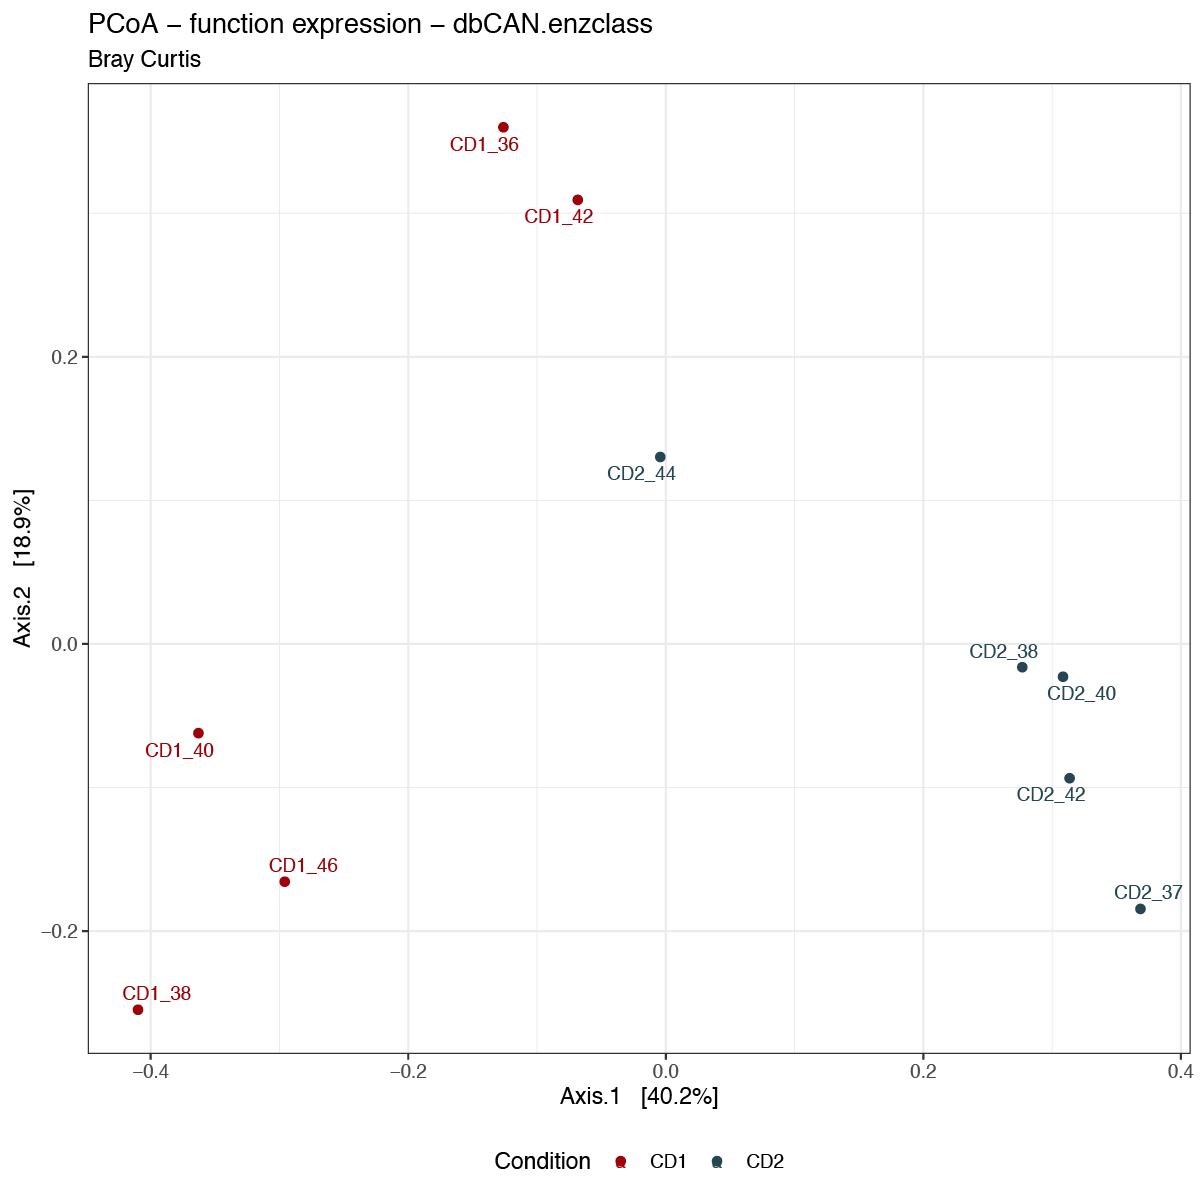 PCoA − function expression − dbCAN.enzclass
Bray Curtis
CD1_36
CD1_42
0.2
CD2_44
Axis.2 [18.9%]
0.0
CD2_38
CD2_40
CD1_40
CD2_42
CD1_46
CD2_37
−0.2
CD1_38
−0.4 −0.2 0.0 0.2 0.4
Axis.1 [40.2%]
Condition a CD1 a CD2